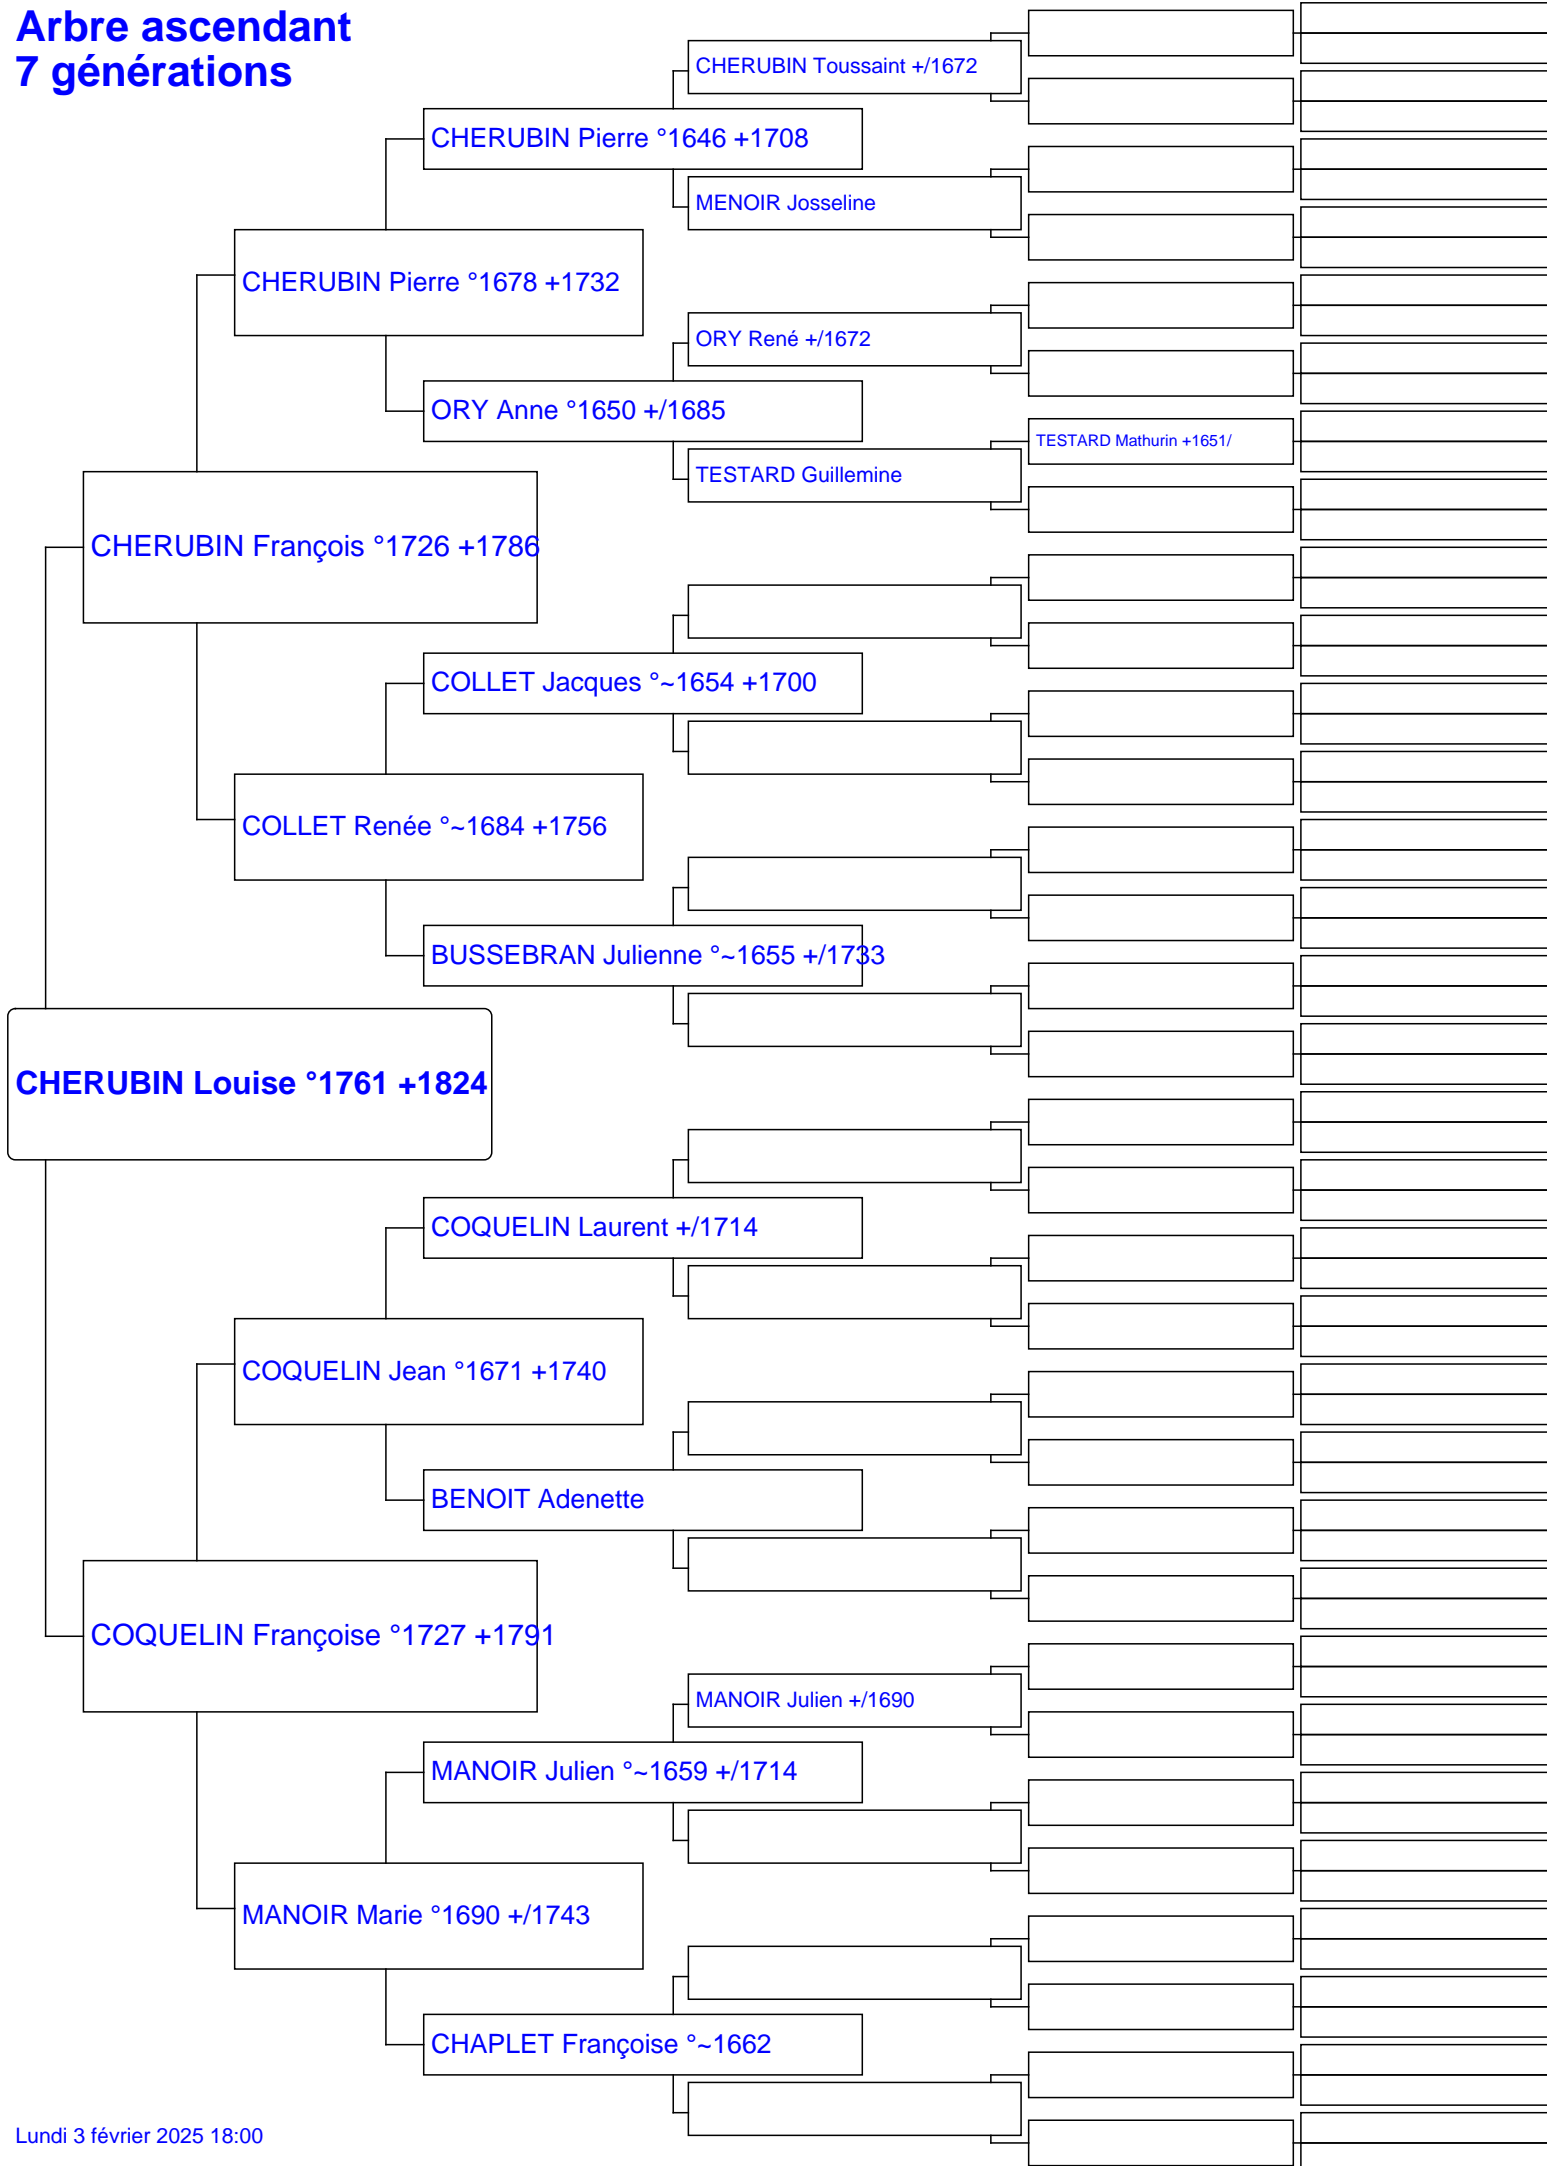 Arbre ascendant
7 générations
CHERUBIN Toussaint +/1672
CHERUBIN Pierre °1646 +1708
MENOIR Josseline
CHERUBIN Pierre °1678 +1732
ORY René +/1672
ORY Anne °1650 +/1685
TESTARD Mathurin +1651/
TESTARD Guillemine
CHERUBIN François °1726 +1786
COLLET Jacques °~1654 +1700
COLLET Renée °~1684 +1756
BUSSEBRAN Julienne °~1655 +/1733
CHERUBIN Louise °1761 +1824
COQUELIN Laurent +/1714
COQUELIN Jean °1671 +1740
BENOIT Adenette
COQUELIN Françoise °1727 +1791
MANOIR Julien +/1690
MANOIR Julien °~1659 +/1714
MANOIR Marie °1690 +/1743
CHAPLET Françoise °~1662
Lundi 3 février 2025 18:00